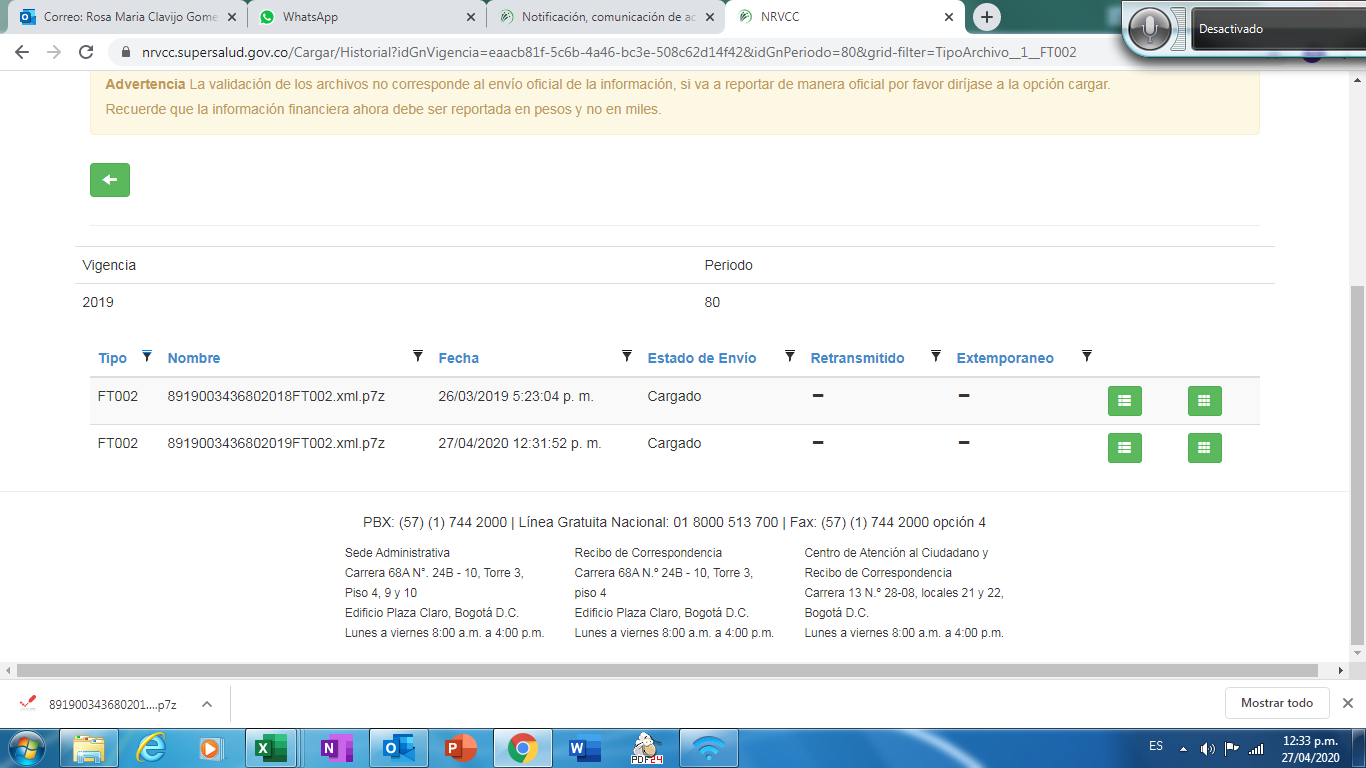 Correo: Rosa Maria Clavijo Gome
WhatsApp
Notificación, comunicación de ac
NRVCC
Desactivado
nrvcc.supersalud.gov.co/Cargar/Historial?idGnVigencia=eaacb81f-5c6b-4a46-bc3e-508c62d14f42&idGnPeriodo=80&grid-filter=TipoArchivo__1__FT002
Advertencia La validación de los archivos no corresponde al envío oficial de la información, si va a reportar de manera oficial por favor diríjase a la opción cargar.
Recuerde que la información financiera ahora debe ser reportada en pesos y no en miles.
Vigencia Periodo
2019 80
Tipo Nombre Fecha Estado de Envío Retransmitido Extemporaneo
FT002 8919003436802018FT002.xml.p7z 26/03/2019 5:23:04 p. m. Cargado
FT002 8919003436802019FT002.xml.p7z 27/04/2020 12:31:52 p. m. Cargado
PBX: (57) (1) 744 2000 | Línea Gratuita Nacional: 01 8000 513 700 | Fax: (57) (1) 744 2000 opción 4
Sede Administrativa
Carrera 68A N°. 24B - 10, Torre 3,
Piso 4, 9 y 10
Edificio Plaza Claro, Bogotá D.C.
Lunes a viernes 8:00 a.m. a 4:00 p.m.
Recibo de Correspondencia
Carrera 68A N.º 24B - 10, Torre 3,
piso 4
Edificio Plaza Claro, Bogotá D.C.
Lunes a viernes 8:00 a.m. a 4:00 p.m.
Centro de Atención al Ciudadano y
Recibo de Correspondencia
Carrera 13 N.º 28-08, locales 21 y 22,
Bogotá D.C.
Lunes a viernes 8:00 a.m. a 4:00 p.m.
891900343680201....p7z
Mostrar todo
PDF24
ES
12:33 p.m.
27/04/2020